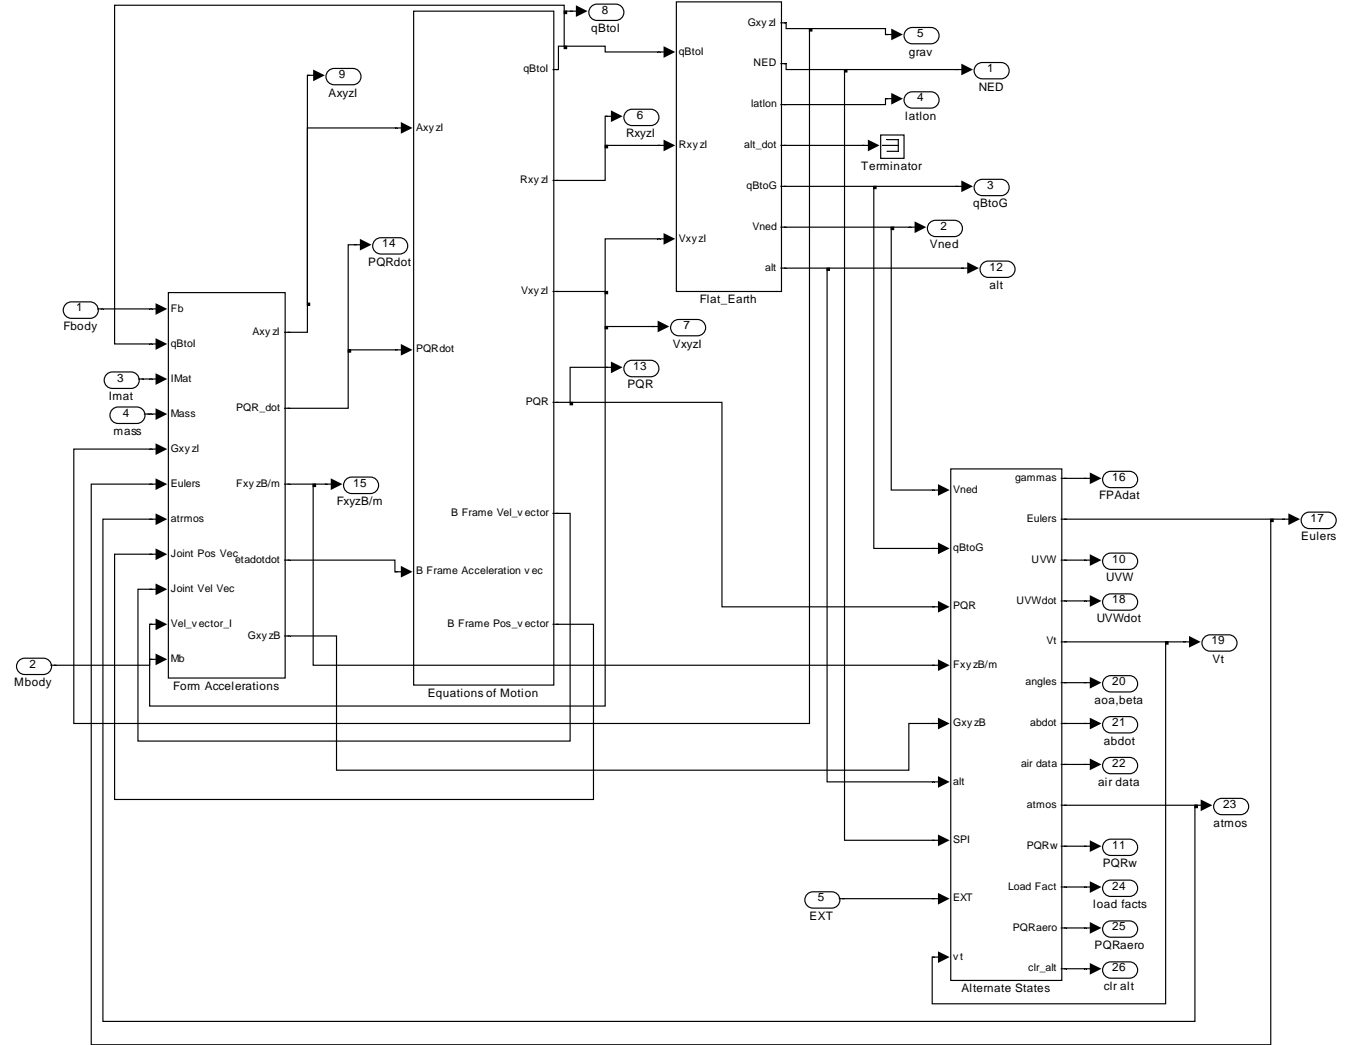 8
qBtoI
9
AxyzI
14
PQRdot
1
Fbody
3
Imat
4
mass
2
Mbody
Fb
qBtoI
IMat
Mass
GxyzI
Eulers
atrmos
Joint Pos Vec
Joint Vel Vec
Vel_vector_I
Mb
AxyzI
PQR_dot
FxyzB/m
etadotdot
GxyzB
Form Accelerations
15
FxyzB/m
AxyzI
PQRdot
B Frame Acceleration vec
qBtoI
RxyzI
VxyzI
PQR
B Frame Vel_vector
B Frame Pos_vector
Equations of Motion
6
RxyzI
7
VxyzI
13
PQR
qBtoI
RxyzI
VxyzI
GxyzI
NED
latlon
alt_dot
qBtoG
Vned
alt
Flat_Earth
5
grav
1
NED
4
latlon
Terminator
3
qBtoG
2
Vned
12
alt
5
EXT
Vned
qBtoG
PQR
FxyzB/m
GxyzB
alt
SPI
EXT
vt
gammas
Eulers
UVW
UVWdot
Vt
angles
abdot
air data
atmos
PQRw
Load Fact
PQRaero
clr_alt
Alternate States
16
FPAdat
17
Eulers
10
UVW
18
UVWdot
19
Vt
20
aoa,beta
21
abdot
22
air data
23
atmos
11
PQRw
24
load facts
25
PQRaero
26
clr alt